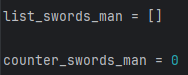 list_swords_man = []
counter_swords_man = 0